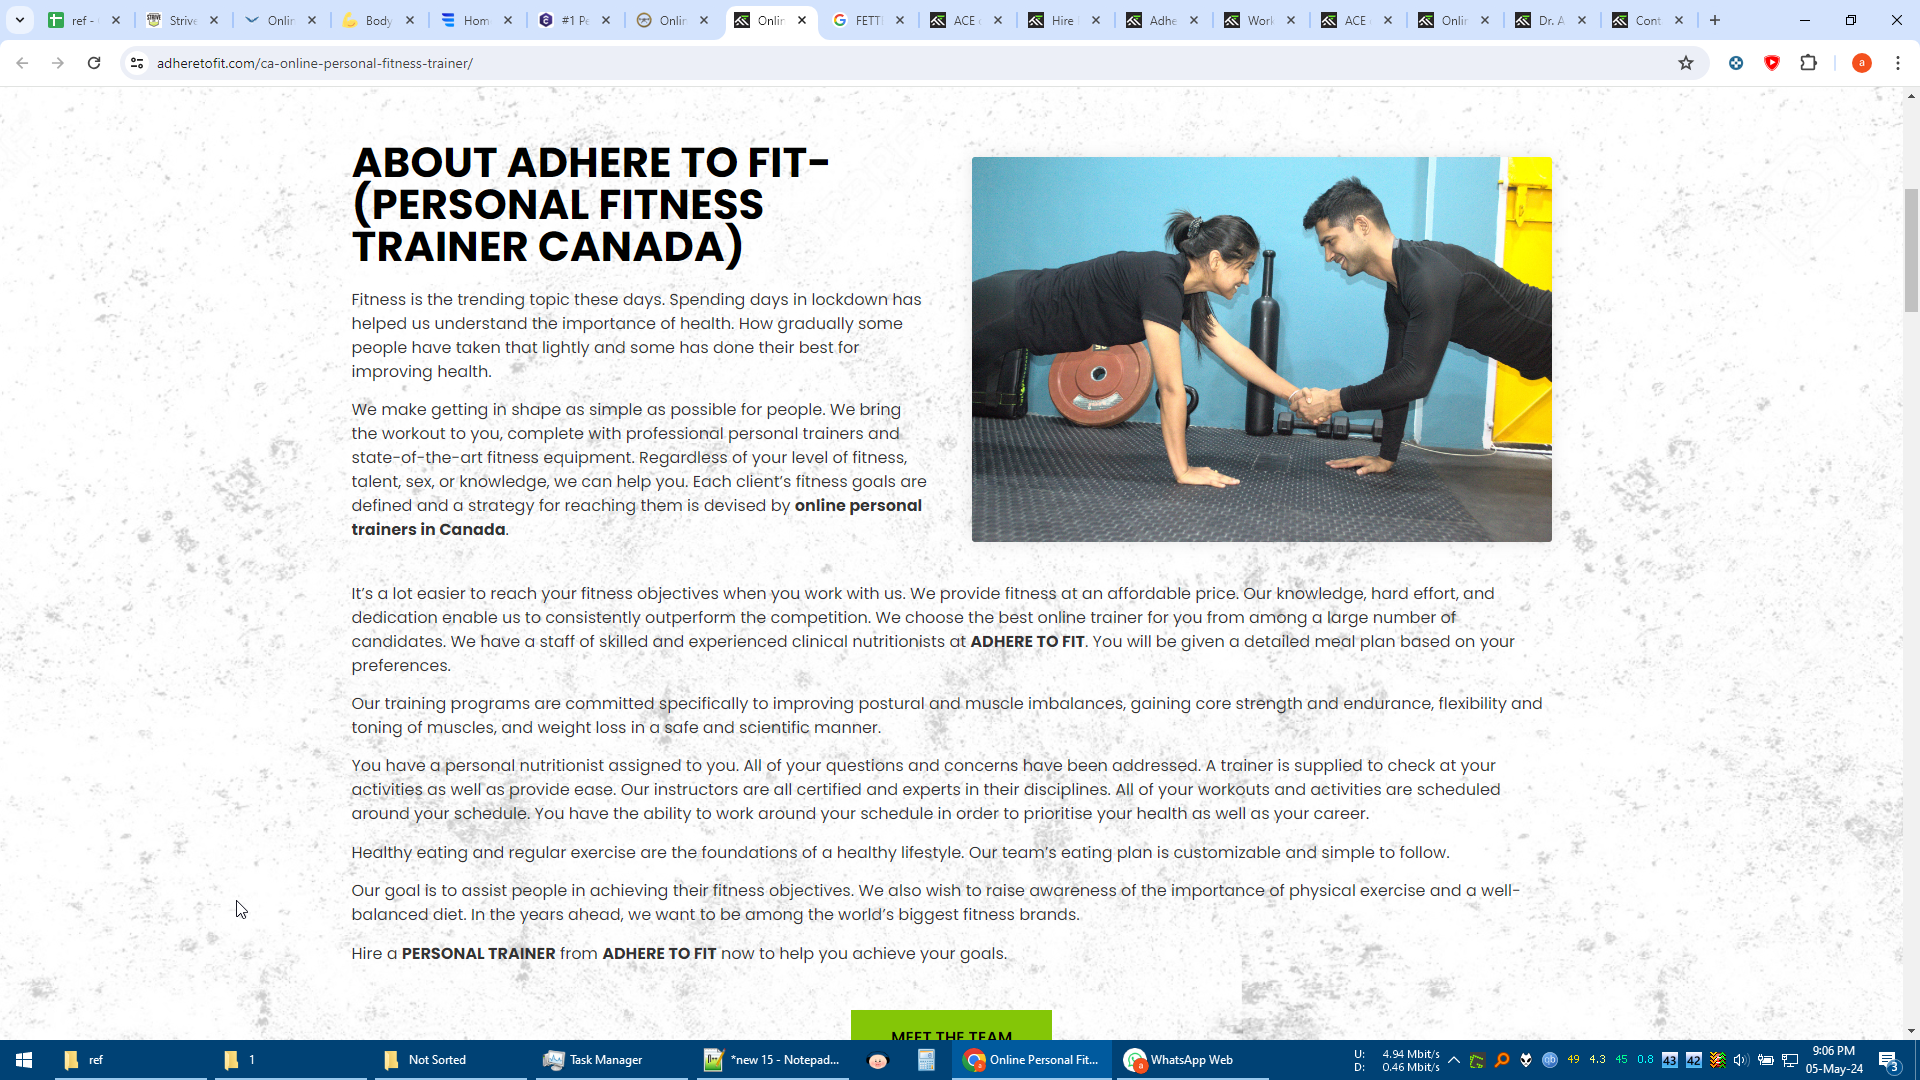 ref -
Strive
Onlin
Body
Hom
#1 Pe
Onlin
Onlin
FETTL
ACE
Hire
Adhe
Work
ACE
Onlin
Dr. A
Cont
adheretofit.com/ca-online-personal-fitness-trainer/
a
ABOUT ADHERE TO FIT-
(PERSONAL FITNESS
TRAINER CANADA)
Fitness is the trending topic these days. Spending days in lockdown has
helped us understand the importance of health. How gradually some
people have taken that lightly and some has done their best for
improving health.
We make getting in shape as simple as possible for people. We bring
the workout to you, complete with professional personal trainers and
state-of-the-art fitness equipment. Regardless of your level of fitness,
talent, sex, or knowledge, we can help you. Each client’s fitness goals are
defined and a strategy for reaching them is devised by online personal
trainers in Canada.
It’s a lot easier to reach your fitness objectives when you work with us. We provide fitness at an affordable price. Our knowledge, hard effort, and
dedication enable us to consistently outperform the competition. We choose the best online trainer for you from among a large number of
candidates. We have a staff of skilled and experienced clinical nutritionists at ADHERE TO FIT. You will be given a detailed meal plan based on your
preferences.
Our training programs are committed specifically to improving postural and muscle imbalances, gaining core strength and endurance, flexibility and
toning of muscles, and weight loss in a safe and scientific manner.
You have a personal nutritionist assigned to you. All of your questions and concerns have been addressed. A trainer is supplied to check at your
activities as well as provide ease. Our instructors are all certified and experts in their disciplines. All of your workouts and activities are scheduled
around your schedule. You have the ability to work around your schedule in order to prioritise your health as well as your career.
Healthy eating and regular exercise are the foundations of a healthy lifestyle. Our team’s eating plan is customizable and simple to follow.
Our goal is to assist people in achieving their fitness objectives. We also wish to raise awareness of the importance of physical exercise and a well-
balanced diet. In the years ahead, we want to be among the world’s biggest fitness brands.
Hire a PERSONAL TRAINER from ADHERE TO FIT now to help you achieve your goals.
MEET THE TEAM
ref
1
Not Sorted
Task Manager
*new 15 - Notepad...
Online Personal Fit...
WhatsApp Web
U: 4.94 Mbit/s
D: 0.46 Mbit/s
49 4.3 45 0.8 43 42
9:06 PM
05-May-24
3